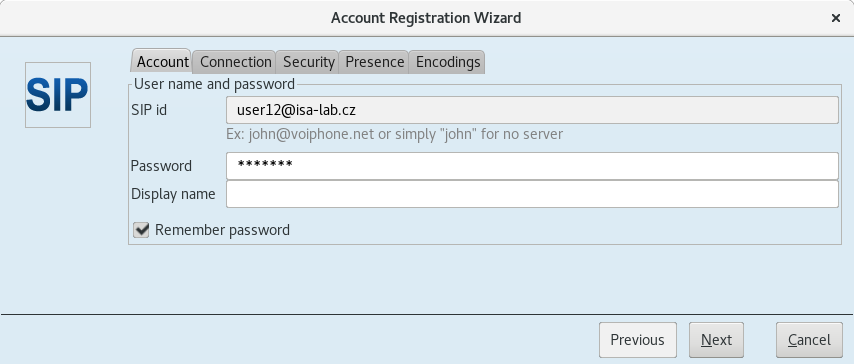 Account Registration Wizard ×
SIP
Account Connection Security Presence Encodings
User name and password
SIP id user12@isa-lab.cz
Ex: john@voiphone.net or simply "john" for no server
Password *******
Display name
Remember password
Previous Next Cancel